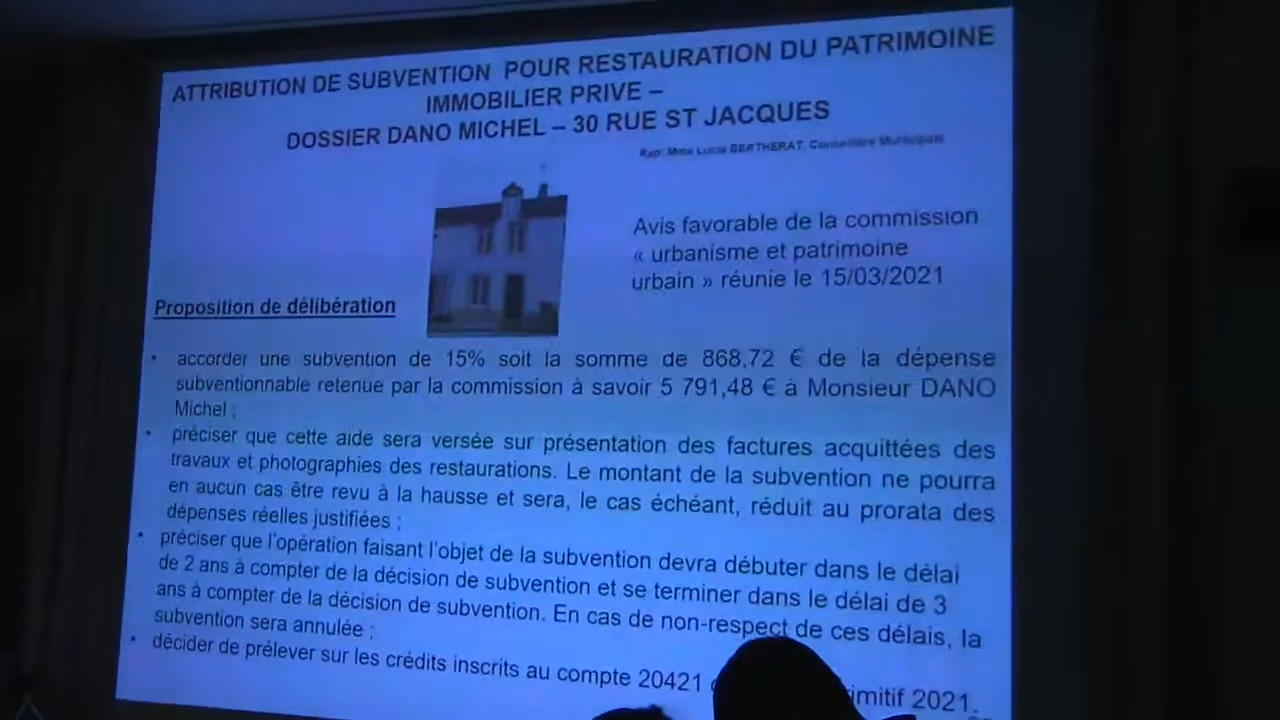 ATTRIBUTION DE SUBVENTION POUR RESTAURATION DU PATRIMOINE
IMMOBILIER PRIVE –
DOSSIER DANO MICHEL – 30 RUE ST JACQUES
Rap: Mme Lucia BERTHERAT, Conseillère Municipale
Avis favorable de la commission
« urbanisme et patrimoine
urbain » réunie le 15/03/2021
Proposition de délibération
• accorder une subvention de 15% soit la somme de 868,72 € de la dépense
subventionnable retenue par la commission à savoir 5 791,48 € à Monsieur DANO
Michel ;
• préciser que cette aide sera versée sur présentation des factures acquittées des
travaux et photographies des restaurations. Le montant de la subvention ne pourra
en aucun cas être revu à la hausse et sera, le cas échéant, réduit au prorata des
dépenses réelles justifiées ;
• préciser que l'opération faisant l'objet de la subvention devra débuter dans le délai
de 2 ans à compter de la décision de subvention et se terminer dans le délai de 3
ans à compter de la décision de subvention. En cas de non-respect de ces délais, la
subvention sera annulée ;
• décider de prélever sur les crédits inscrits au compte 20421 imitif 2021.